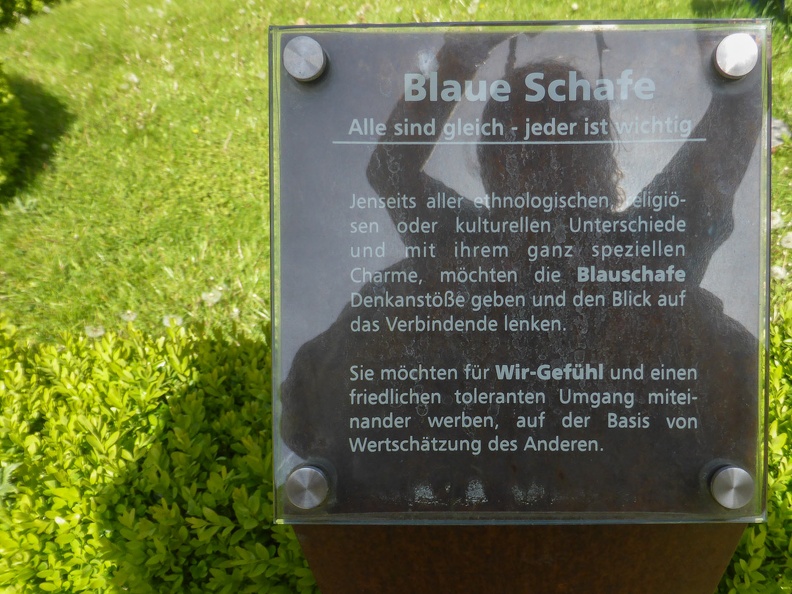 Blaue Schafe
Alle sind gleich - jeder ist wichtig
Jenseits aller ethnologischen, religiö-
sen oder kulturellen Unterschiede
und mit ihrem ganz speziellen
Charme, möchten die Blauschafe
Denkanstöße geben und den Blick auf
das Verbindende lenken.
Sie möchten für Wir-Gefühl und einen
friedlichen toleranten Umgang mitei-
nander werben, auf der Basis von
Wertschätzung des Anderen.